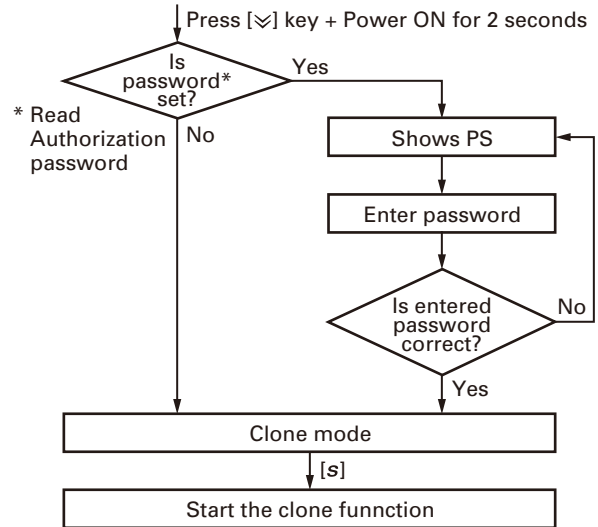 Press [≫] key + Power ON for 2 seconds
Is
password*
set?
Yes
* Read
Authorization
password
No
Shows PS
Enter password
Is entered
password
correct?
No
Yes
Clone mode
[s]
Start the clone funnction